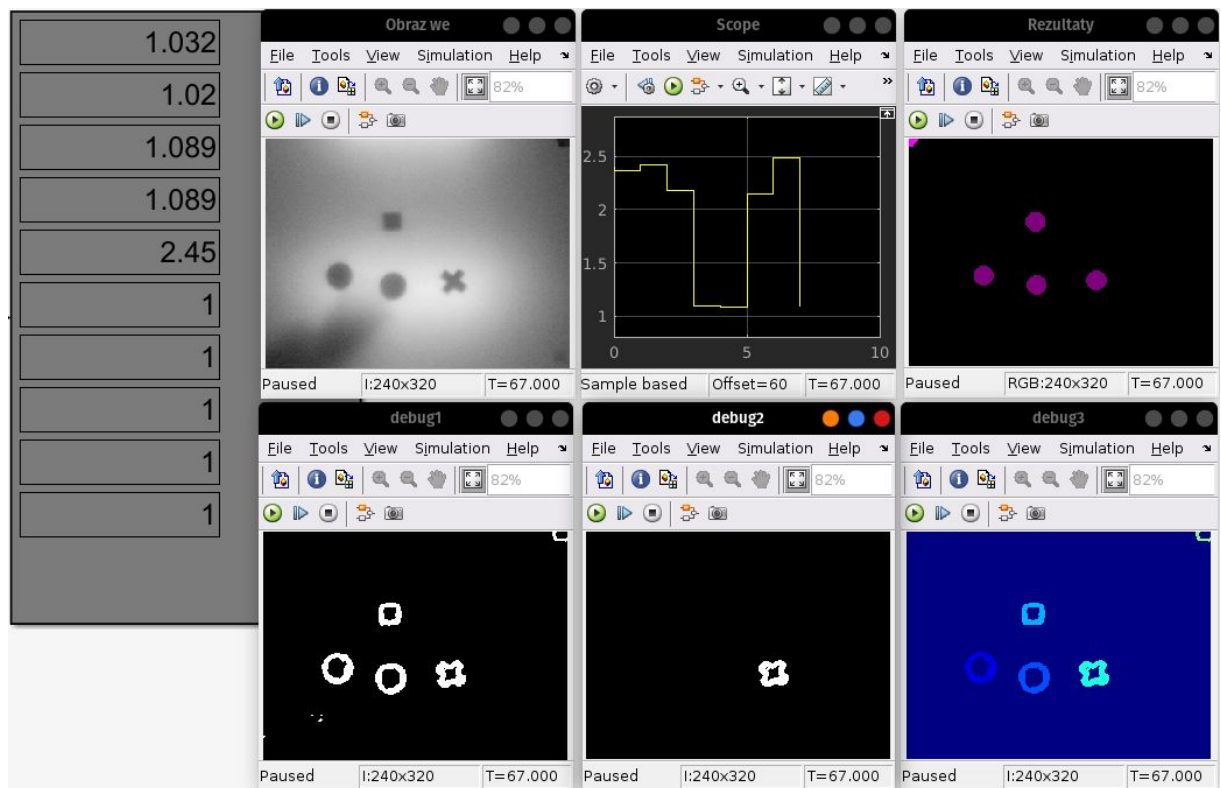 1.032
1.02
1.089
1.089
2.45
1
1
1
1
1
Obraz we
File Tools View Simulation Help
82%
Paused I:240x320 T=67.000
Scope
File Tools View Simulation Help
2.5
2
1.5
1
0 5 10
Sample based Offset=60 T=67.000
Rezultaty
File Tools View Simulation Help
82%
Paused RGB:240x320 T=67.000
debug1
File Tools View Simulation Help
82%
Paused I:240x320 T=67.000
debug2
File Tools View Simulation Help
82%
Paused I:240x320 T=67.000
debug3
File Tools View Simulation Help
82%
Paused I:240x320 T=67.000